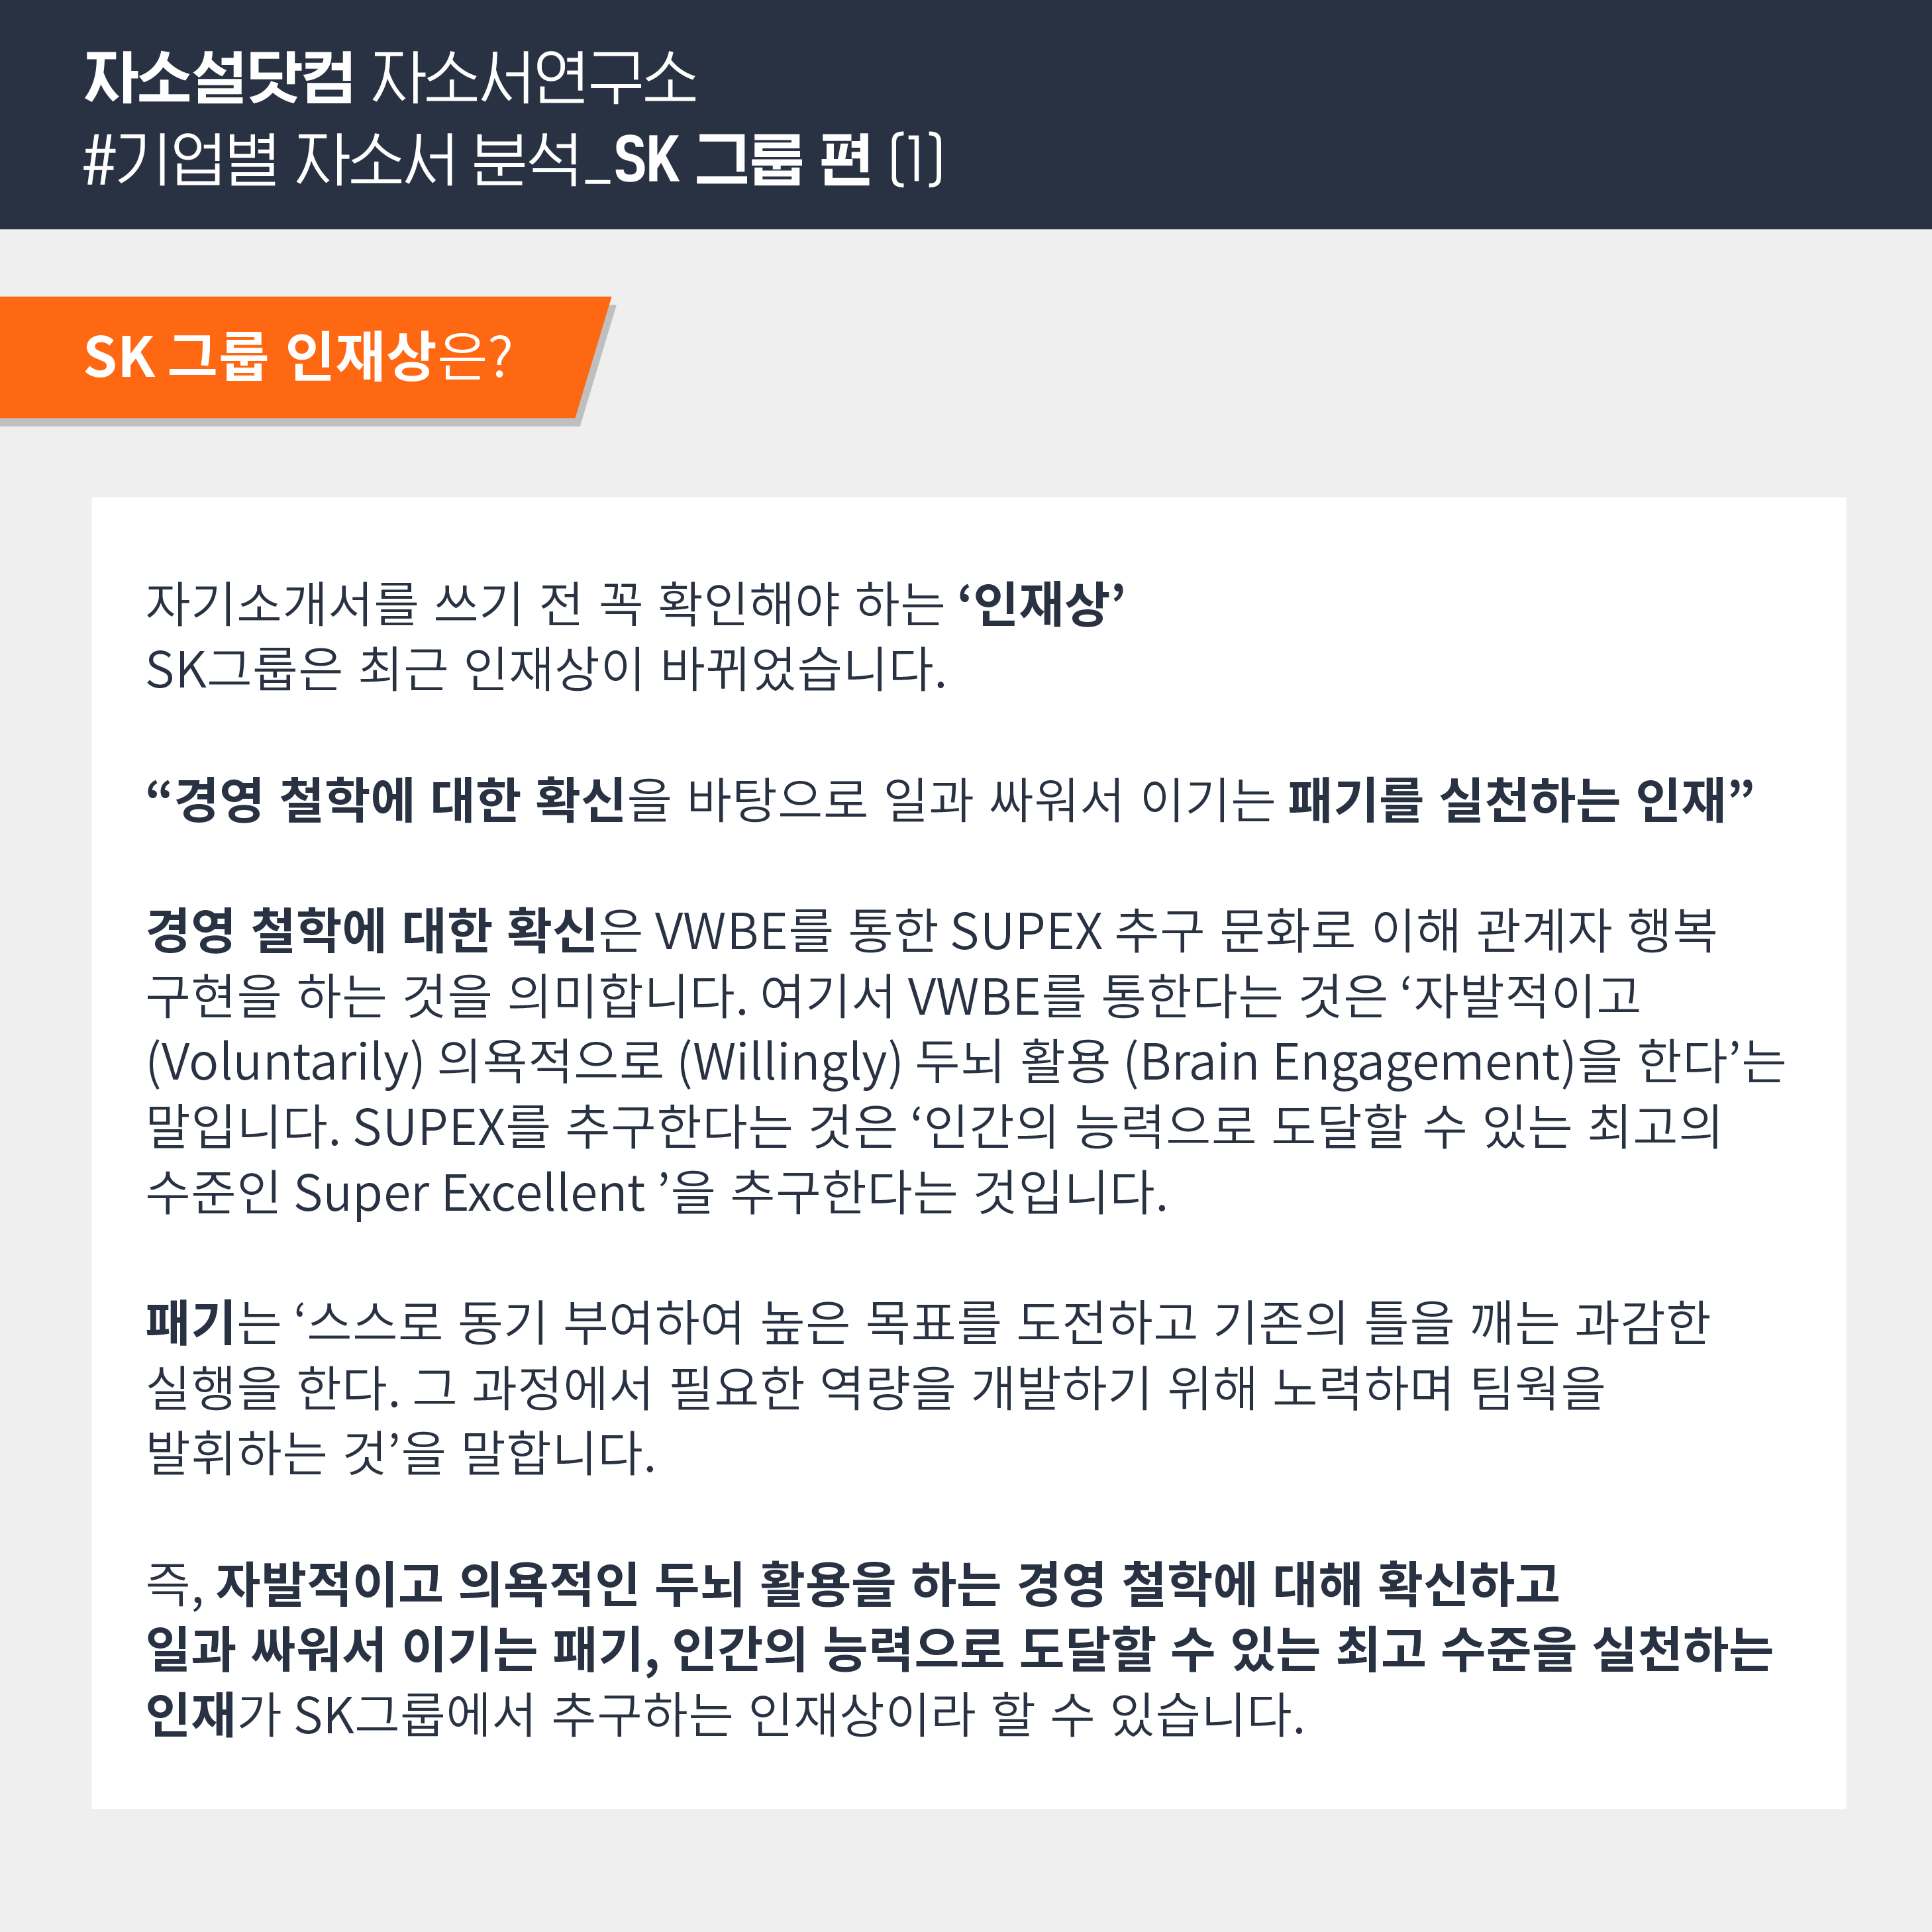 자소설닷컴 자소서연구소
#기업별 자소서 분석_SK 그룹 편 (1)
SK 그룹 인재상은?
자기소개서를 쓰기 전 꼭 확인해야 하는 ‘인재상’
SK그룹은 최근 인재상이 바뀌었습니다.
“경영 철학에 대한 확신을 바탕으로 일과 싸워서 이기는 패기를 실천하는 인재”
경영 철학에 대한 확신은 VWBE를 통한 SUPEX 추구 문화로 이해 관계자 행복
구현을 하는 것을 의미합니다. 여기서 VWBE를 통한다는 것은 ‘자발적이고
(Voluntarily) 의욕적으로 (Willingly) 두뇌 활용 (Brain Engagement)을 한다’는
말입니다. SUPEX를 추구한다는 것은 ‘인간의 능력으로 도달할 수 있는 최고의
수준인 Super Excellent ’을 추구한다는 것입니다.
패기는 ‘스스로 동기 부여하여 높은 목표를 도전하고 기존의 틀을 깨는 과감한
실행을 한다. 그 과정에서 필요한 역량을 개발하기 위해 노력하며 팀웍을
발휘하는 것’을 말합니다.
즉, 자발적이고 의욕적인 두뇌 활용을 하는 경영 철학에 대해 확신하고
일과 싸워서 이기는 패기, 인간의 능력으로 도달할 수 있는 최고 수준을 실천하는
인재가 SK그룹에서 추구하는 인재상이라 할 수 있습니다.